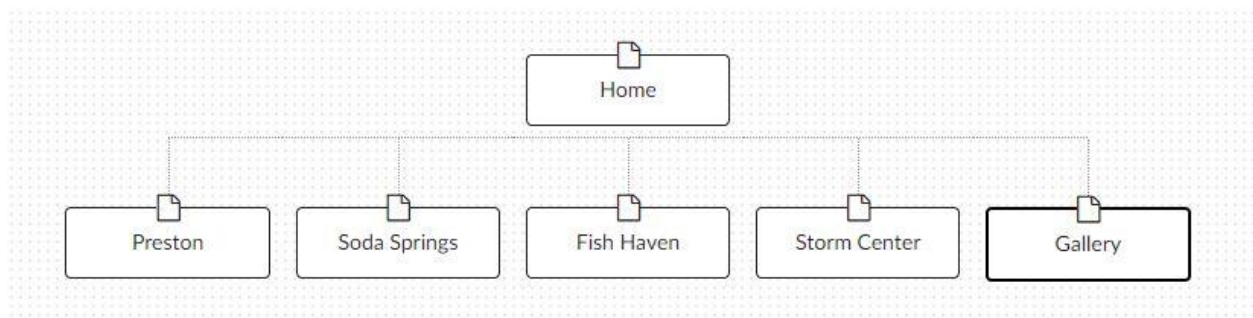 Home
Preston
Soda Springs
Fish Haven
Storm Center
Gallery